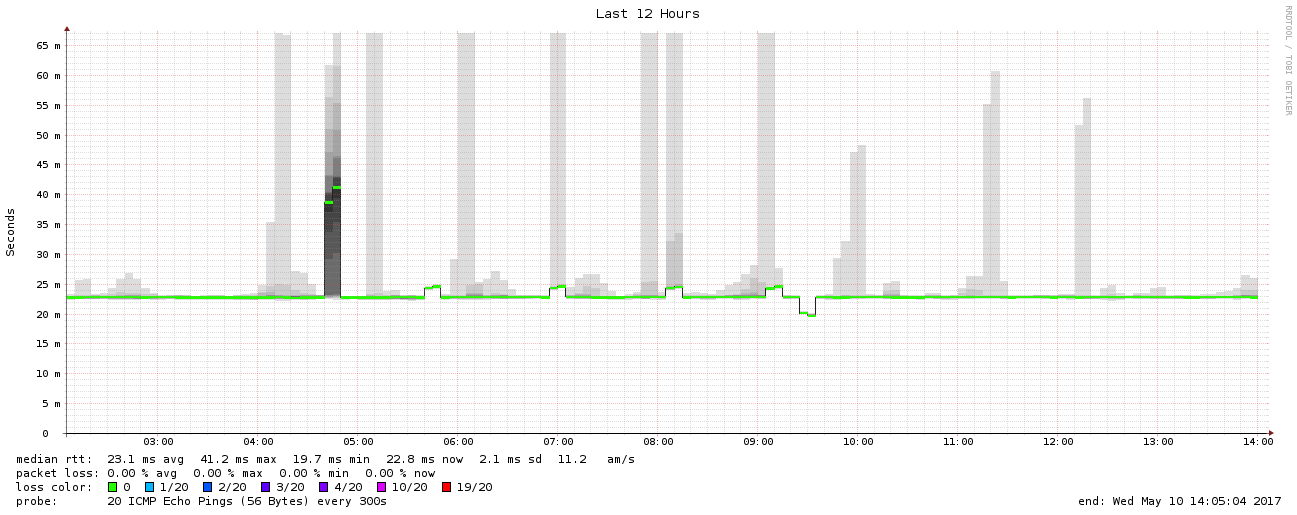 Last 12 Hours
RRDTOOL / TOBI OETIKER
Seconds
65 m
60 m
55 m
50 m
45 m
40 m
35 m
30 m
25 m
20 m
15 m
10 m
5 m
0
03:00 04:00 05:00 06:00 07:00 08:00 09:00 10:00 11:00 12:00 13:00 14:00
median rtt: 23.1 ms avg 41.2 ms max 19.7 ms min 22.8 ms now 2.1 ms sd 11.2 am/s
packet loss: 0.00 % avg 0.00 % max 0.00 % min 0.00 % now
loss color: 0 1/20 2/20 3/20 4/20 10/20 19/20
probe: 20 ICMP Echo Pings (56 Bytes) every 300s end: Wed May 10 14:05:04 2017